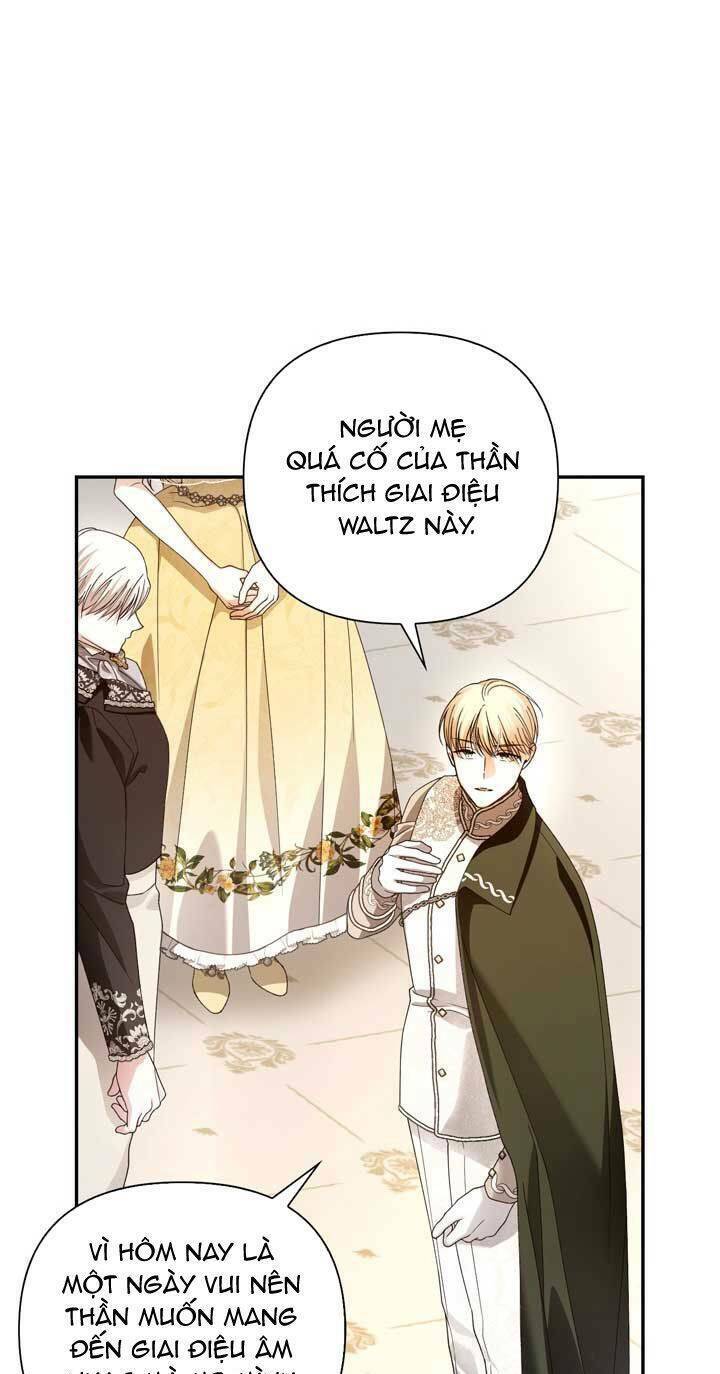 NGƯỜI MẸ
QUÁ CỐ CỦA THẦN
THÍCH GIAI ĐIỆU
WALTZ NÀY.
VÌ HÔM NAY LÀ
MỘT NGÀY VUI NÊN
THẦN MUỐN MANG
ĐẾN GIAI ĐIỆU ÂM